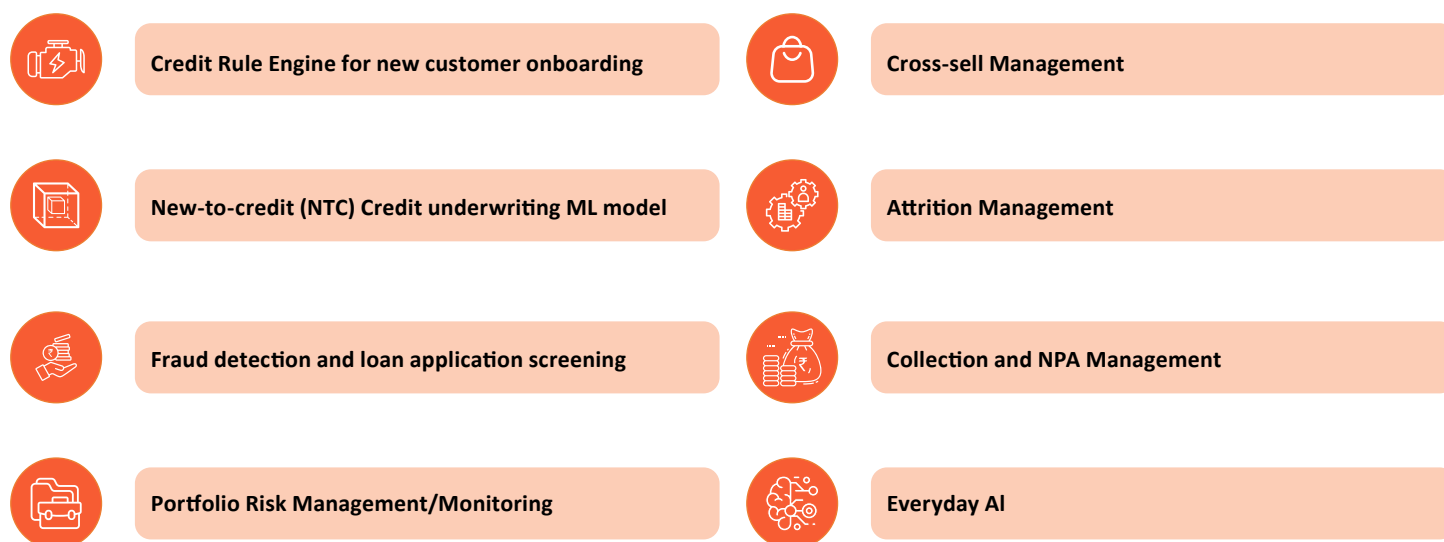 Credit Rule Engine for new customer onboarding
New-to-credit (NTC) Credit underwriting ML model
Fraud detection and loan application screening
Portfolio Risk Management/Monitoring
Cross-sell Management
Attrition Management
Collection and NPA Management
Everyday Al